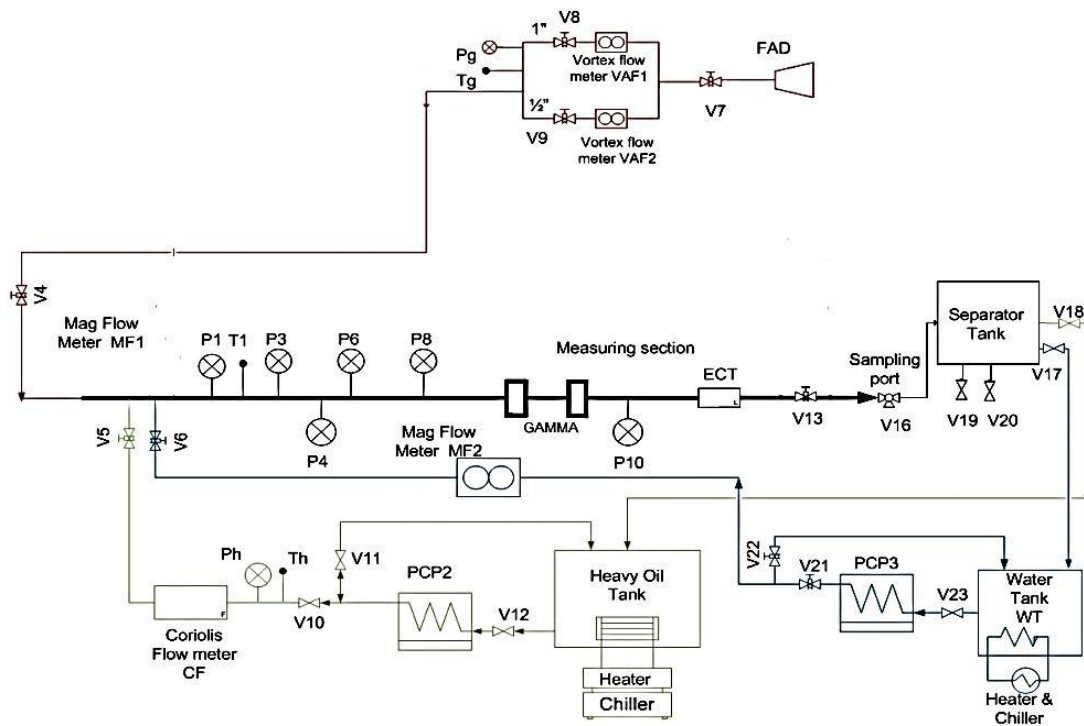 1"
V8
FAD
Pg
Vortex flow
meter VAF1
Tg
½"
V7
V9
Vortex flow
meter VAF2
V4
Mag Flow
Meter MF1
P1
T1
P3
P6
P8
Measuring section
ECT
L
Sampling
port
Separator
Tank
V18
V17
V5
V6
P4
GAMMA
Mag Flow
Meter MF2
P10
V13
V16
V19
V20
Ph
Th
V11
PCP2
Heavy Oil
Tank
V22
V21
PCP3
V23
Water
Tank
WT
F
V10
V12
Coriolis
Flow meter
CF
Heater
Chiller
Heater &
Chiller